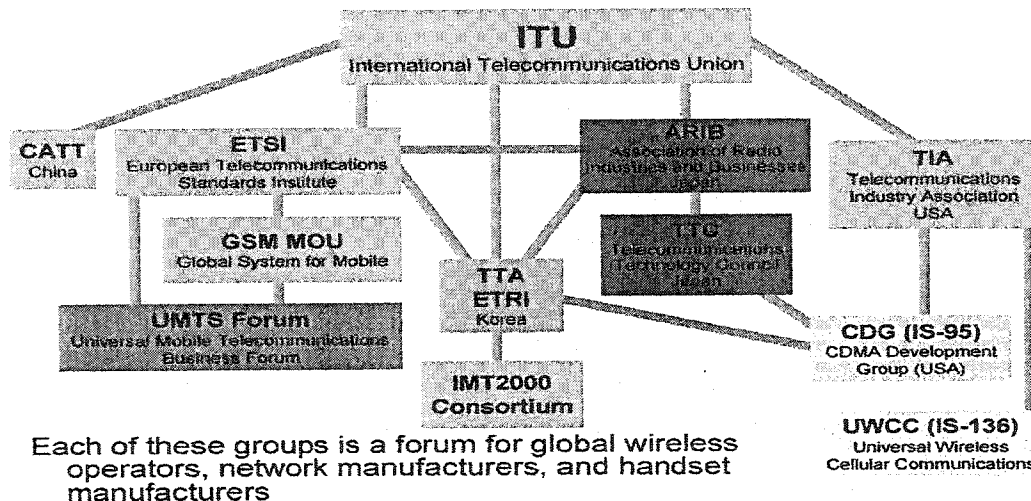 ITU
International Telecommunications Union
CATT
China
ETSI
European Telecommunications
Standards Institute
ARIB
Association of Radio
Industries and Businesses
Japan
TIA
Telecommunications
Industry Association
USA
GSM MOU
Global System for Mobile
TTC
Telecommunications
Technology Council
Japan
TTA
ETRI
Korea
UMTS Forum
Universal Mobile Telecommunications
Business Forum
CDG (IS-95)
CDMA Development
Group (USA)
IMT2000
Consortium
UWCC (IS-136)
Universal Wireless
Cellular Communications
Each of these groups is a forum for global wireless
operators, network manufacturers, and handset
manufacturers